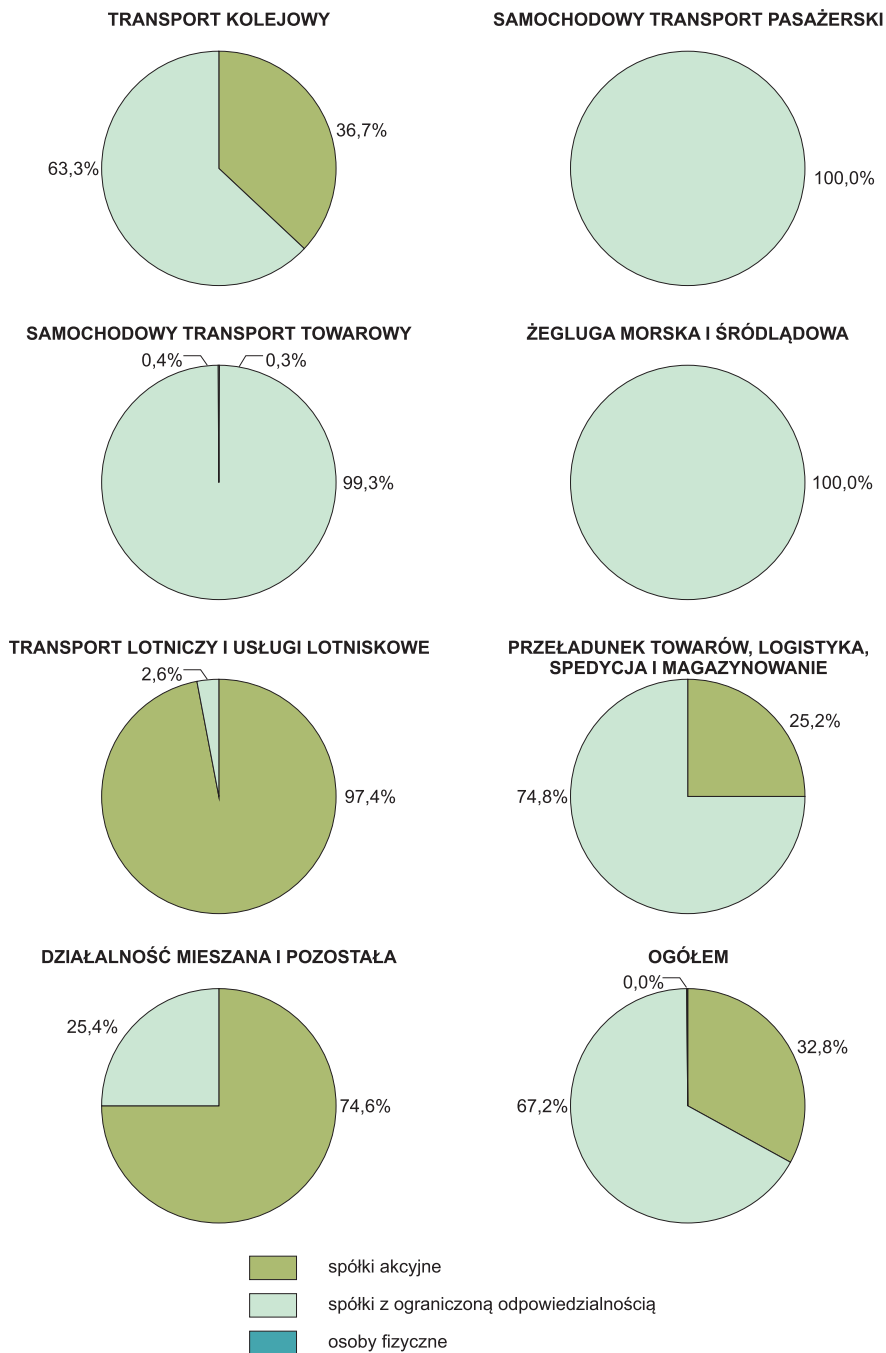 TRANSPORT KOLEJOWY
36,7%
63,3%
SAMOCHODOWY TRANSPORT PASAŻERSKI
100,0%
SAMOCHODOWY TRANSPORT TOWAROWY
0,4%
0,3%
99,3%
ŻEGLUGA MORSKA I ŚRÓDLĄDOWA
100,0%
TRANSPORT LOTNICZY I USŁUGI LOTNISKOWE
2,6%
97,4%
PRZEŁADUNEK TOWARÓW, LOGISTYKA,
SPEDYCJA I MAGAZYNOWANIE
25,2%
74,8%
DZIAŁALNOŚĆ MIESZANA I POZOSTAŁA
25,4%
74,6%
OGÓŁEM
0,0%
32,8%
67,2%
spółki akcyjne
spółki z ograniczoną odpowiedzialnością
osoby fizyczne